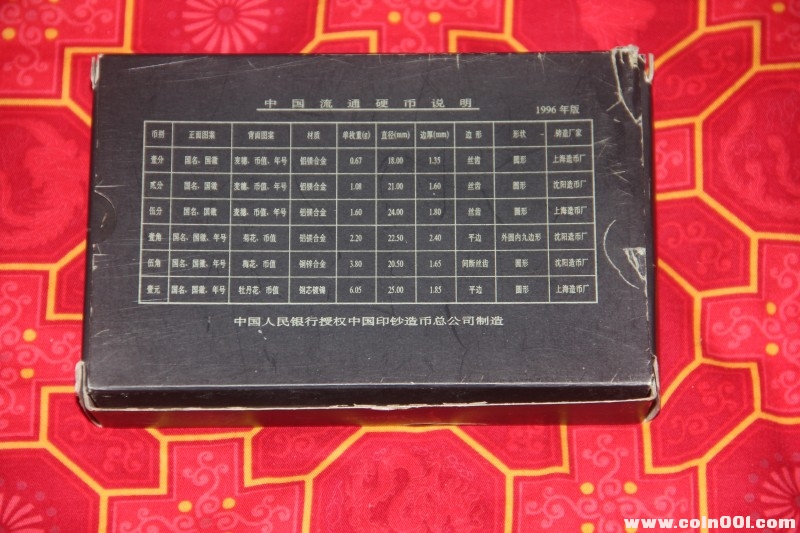 中国流通硬币说明
1996年版
币别 正面图案 背面图案 材质 单枚重(g) 直径(mm) 边厚(mm) 边形 形状 铸造厂家
壹分 国名、国徽 麦穗、币值、年号 铝镁合金 0.67 18.00 1.35 丝齿 圆形 上海造币厂
贰分 国名、国徽 麦穗、币值、年号 铝镁合金 1.08 21.00 1.60 丝齿 圆形 沈阳造币厂
伍分 国名、国徽 麦穗、币值、年号 铝镁合金 1.60 24.00 1.80 丝齿 圆形 上海造币厂
壹角 国名、国徽、年号 菊花、币值 铝镁合金 2.20 22.50 2.40 平边 外圆内九边形 沈阳造币厂
伍角 国名、国徽、年号 梅花、币值 铜锌合金 3.80 20.50 1.65 间断丝齿 圆形 沈阳造币厂
壹元 国名、国徽、年号 牡丹花、币值 钢芯镀镍 6.05 25.00 1.85 平边 圆形 上海造币厂
中国人民银行授权中国印钞造币总公司制造
www.coin001.com